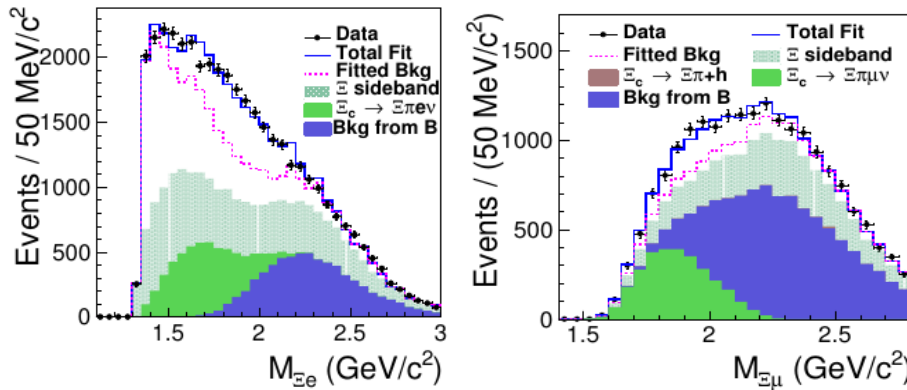 Events / 50 MeV/c²
2000
1500
1000
500
0
1.5
2
2.5
3
M_Ξe (GeV/c²)
Data
Total Fit
Fitted Bkg
Ξ sideband
Ξc → Ξπeν
Bkg from B
Events / (50 MeV/c²)
1500
1000
500
0
1.5
2
2.5
M_Ξμ (GeV/c²)
Data
Total Fit
Fitted Bkg
Ξ sideband
Ξc → Ξπ+h
Ξc → Ξπμν
Bkg from B